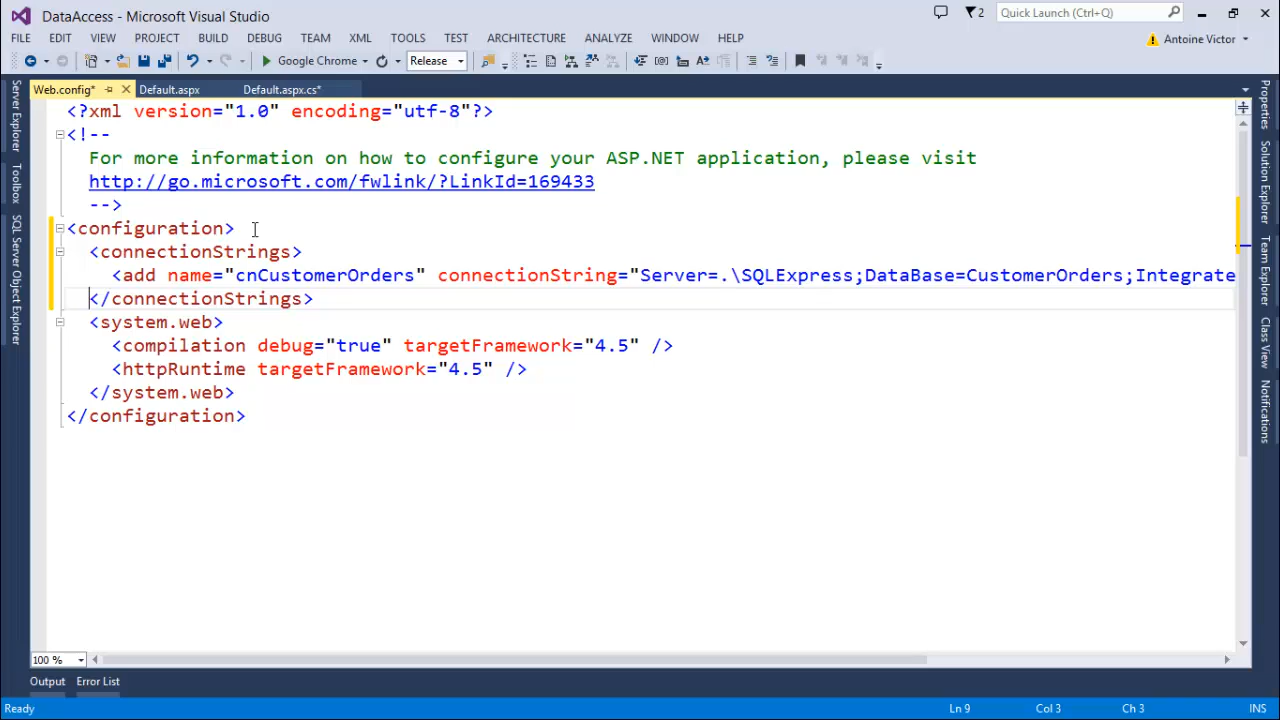 DataAccess - Microsoft Visual Studio
2
Quick Launch (Ctrl+Q)
FILE EDIT VIEW PROJECT BUILD DEBUG TEAM XML TOOLS TEST ARCHITECTURE ANALYZE WINDOW HELP
Antoine Victor
Google Chrome
Release
Web.config*
Default.aspx
Default.aspx.cs*
Server Explorer
Toolbox
SQL Server Object Explorer
<?xml version="1.0" encoding="utf-8"?>
<!--
For more information on how to configure your ASP.NET application, please visit
http://go.microsoft.com/fwlink/?LinkId=169433
-->
<configuration>
<connectionStrings>
<add name="cnCustomerOrders" connectionString="Server=.\SQLExpress;DataBase=CustomerOrders;Integrate
</connectionStrings>
<system.web>
<compilation debug="true" targetFramework="4.5" />
<httpRuntime targetFramework="4.5" />
</system.web>
</configuration>
Properties
Solution Explorer
Team Explorer
Class View
Notifications
100 %
Output
Error List
Ready
Ln 9
Col 3
Ch 3
INS